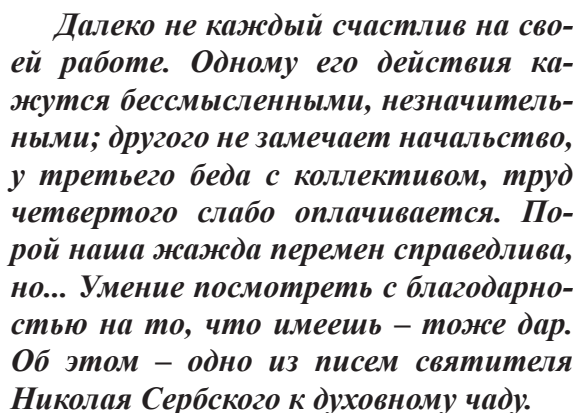 Далеко не каждый счастлив на сво-
ей работе. Одному его действия ка-
жутся бессмысленными, незначитель-
ными; другого не замечает начальство,
у третьего беда с коллективом, труд
четвертого слабо оплачивается. По-
рой наша жажда перемен справедлива,
но... Умение посмотреть с благодарно-
стью на то, что имеешь – тоже дар.
Об этом – одно из писем святителя
Николая Сербского к духовному чаду.